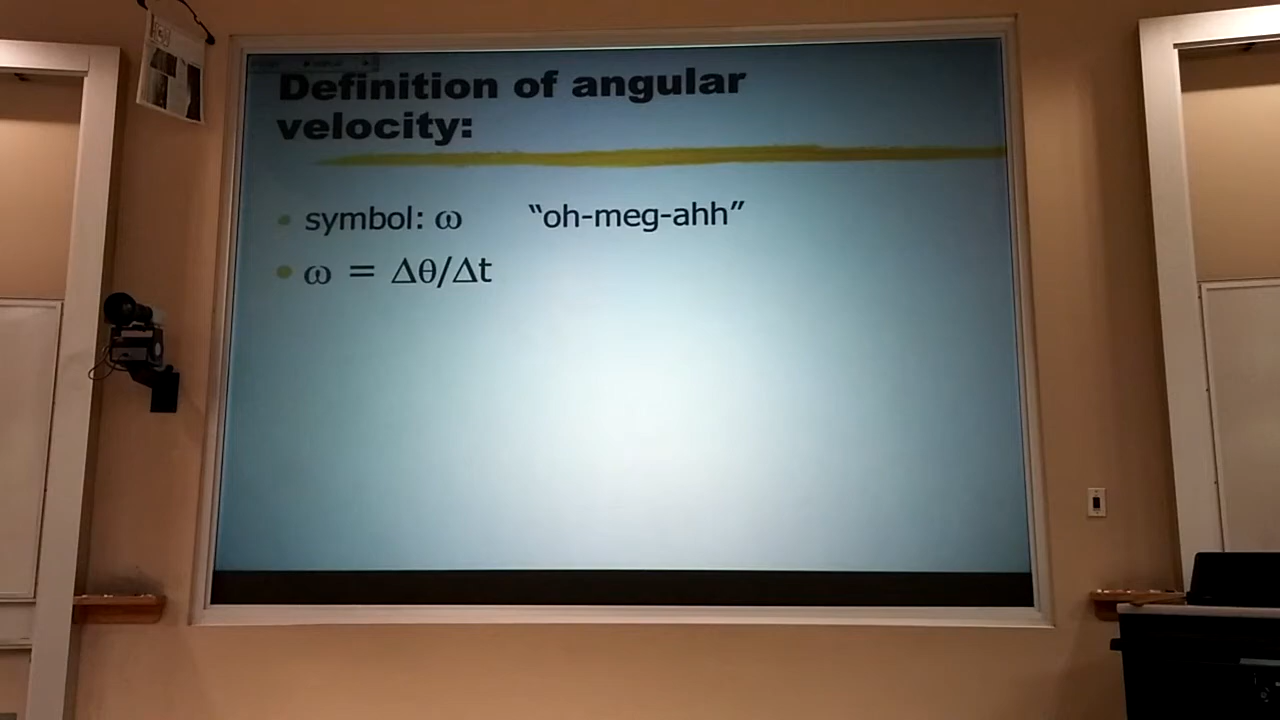 Definition of angular
velocity:
• symbol: ω “oh-meg-ahh”
• ω = Δθ/Δt